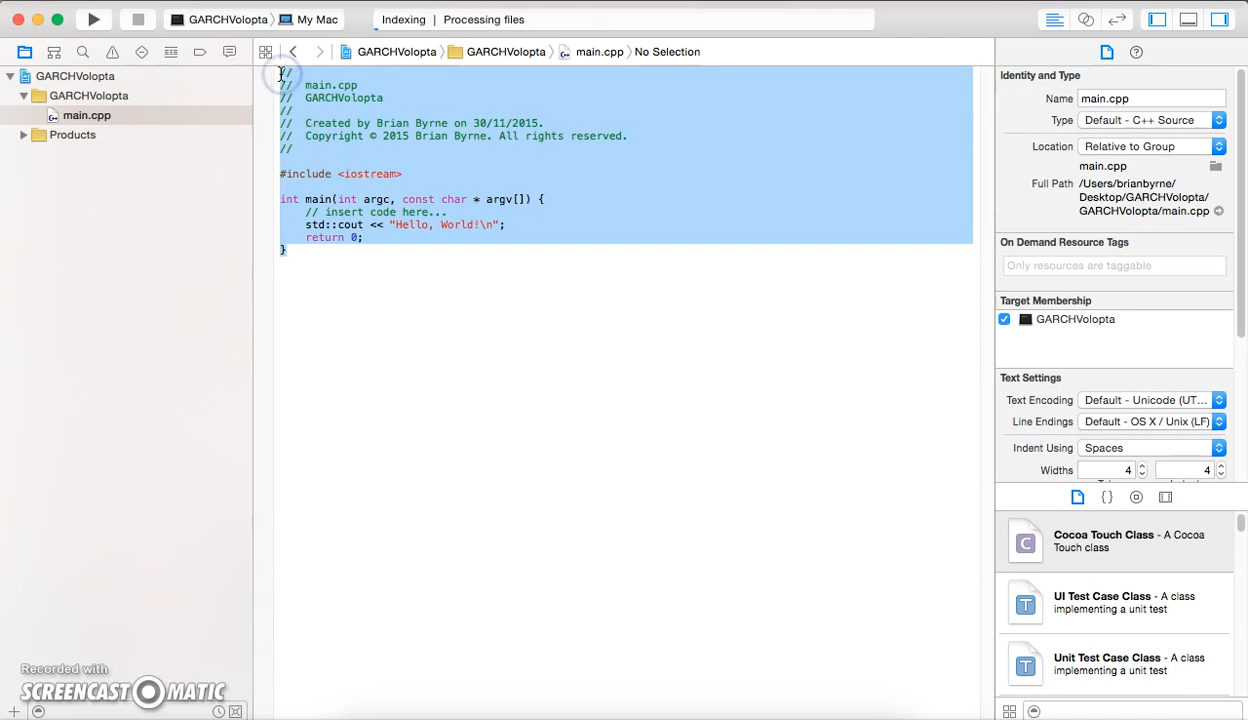 GARCHVolopta My Mac Indexing | Processing files
GARCHVolopta GARCHVolopta main.cpp No Selection
GARCHVolopta
GARCHVolopta
main.cpp
Products
//
// main.cpp
// GARCHVolopta
//
// Created by Brian Byrne on 30/11/2015.
// Copyright © 2015 Brian Byrne. All rights reserved.
//
#include <iostream>
int main(int argc, const char * argv[]) {
// insert code here...
std::cout << "Hello, World!\n";
return 0;
}
Identity and Type
Name main.cpp
Type Default - C++ Source
Location Relative to Group
main.cpp
Full Path /Users/brianbyrne/
Desktop/GARCHVolopta/
GARCHVolopta/main.cpp
On Demand Resource Tags
Only resources are taggable
Target Membership
GARCHVolopta
Text Settings
Text Encoding Default - Unicode (UT...
Line Endings Default - OS X / Unix (LF)
Indent Using Spaces
Widths 4 4
C Cocoa Touch Class - A Cocoa
Touch class
T UI Test Case Class - A class
implementing a unit test
T Unit Test Case Class - A class
implementing a unit test
Recorded with
SCREENCAST-O-MATIC